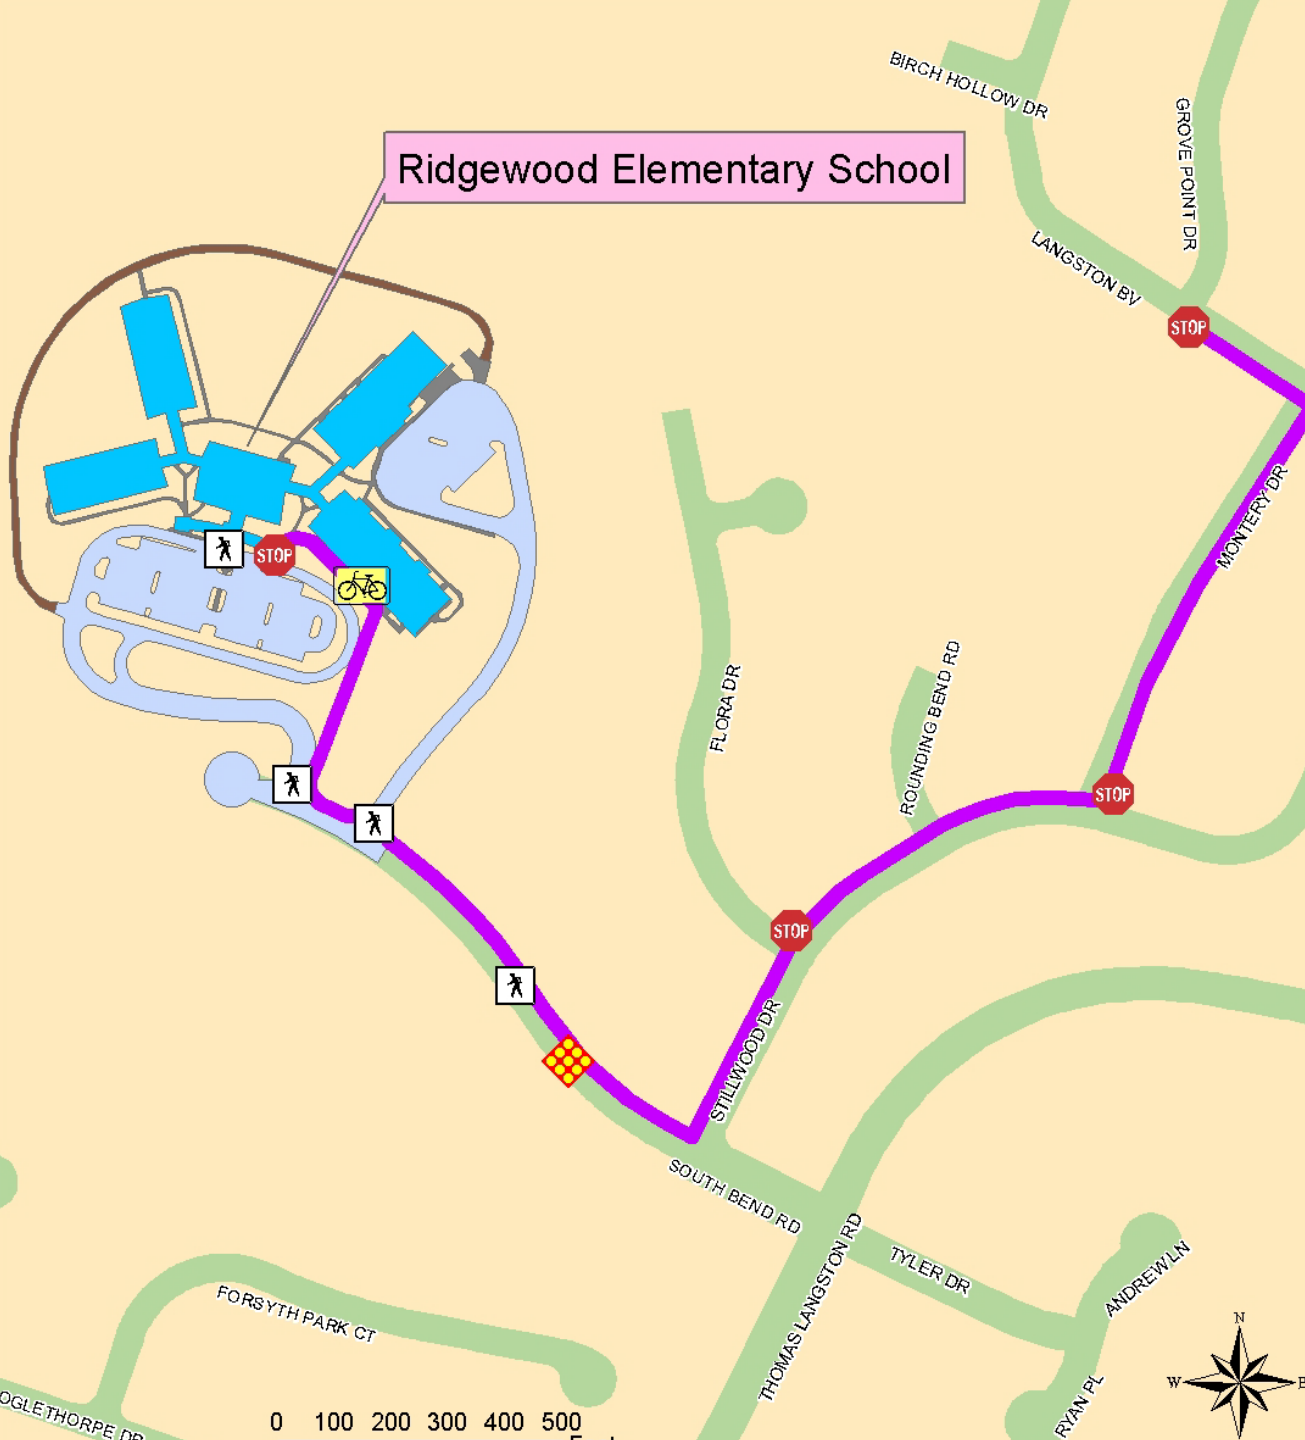 BIRCH HOLLOW DR
GROVE POINT DR
Ridgewood Elementary School
LANGSTON BV
STOP
MONTERY DR
STOP
FLORA DR
ROUNDING BEND RD
STOP
STOP
STILLWOOD DR
SOUTH BEND RD
THOMAS LANGSTON RD
TYLER DR
ANDREW LN
FORSYTH PARK CT
N
W
E
RYAN PL
OGLETHORPE DR
0 100 200 300 400 500